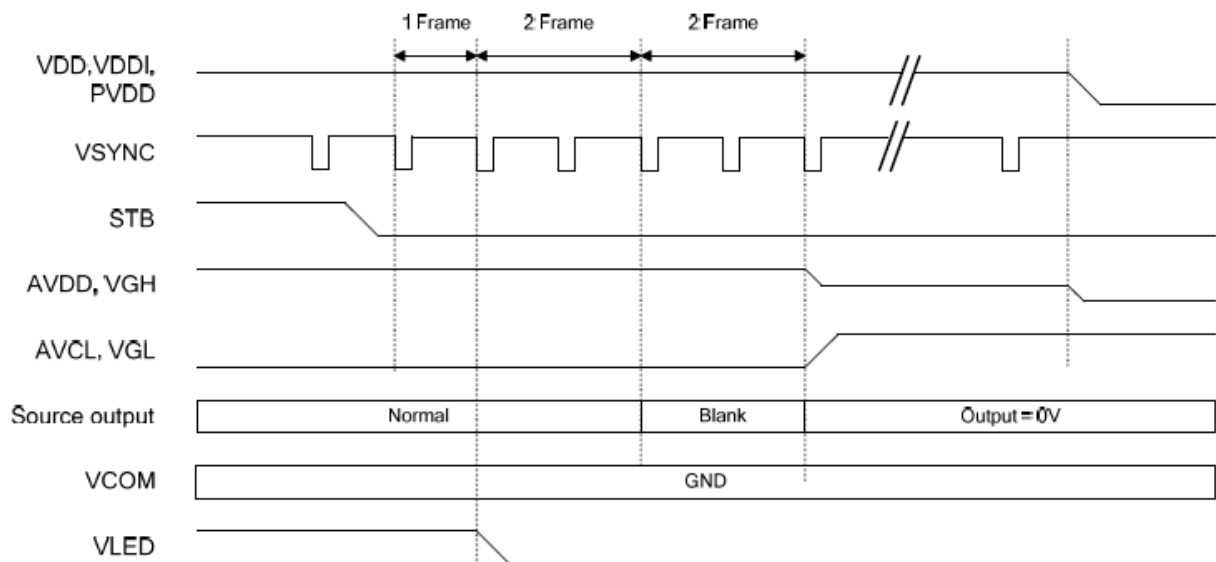 1 Frame 2 Frame 2 Frame
VDD,VDDI,
PVDD
VSYNC
STB
AVDD, VGH
AVCL, VGL
Source output Normal Blank Output = 0V
VCOM GND
VLED